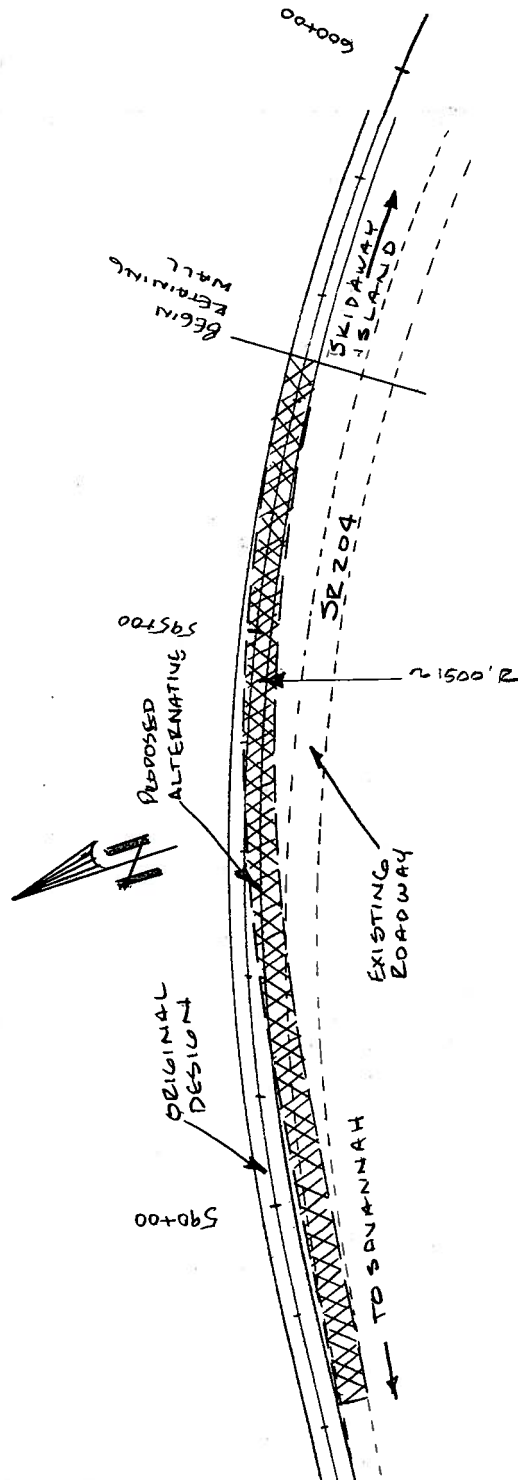 600+00
BEGIN
RETAINING
WALL
SKIDAWAY
ISLAND
SR 204
595+00
PROPOSED
ALTERNATIVE
N
EXISTING
ROADWAY
ORIGINAL
DESIGN
590+00
TO SAVANNAH